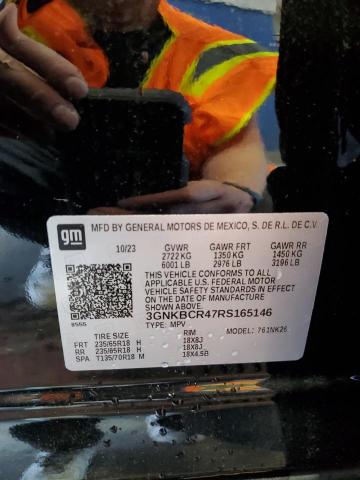 gm
MFD BY GENERAL MOTORS DE MEXICO, S. DE R.L. DE C.V.
10/23 GVWR GAWR FRT GAWR RR
2722 KG 1350 KG 1450 KG
6001 LB 2976 LB 3196 LB
THIS VEHICLE CONFORMS TO ALL
APPLICABLE U.S. FEDERAL MOTOR
VEHICLE SAFETY STANDARDS IN EFFECT
ON THE DATE OF MANUFACTURE
SHOWN ABOVE.
3GNKBCR47RS165146
TYPE: MPV MODEL: 761NK26
TIRE SIZE RIM
FRT 235/65R18 H 18X8J
RR 235/65R18 H 18X8J
SPA T135/70R18 M 18X4.5B